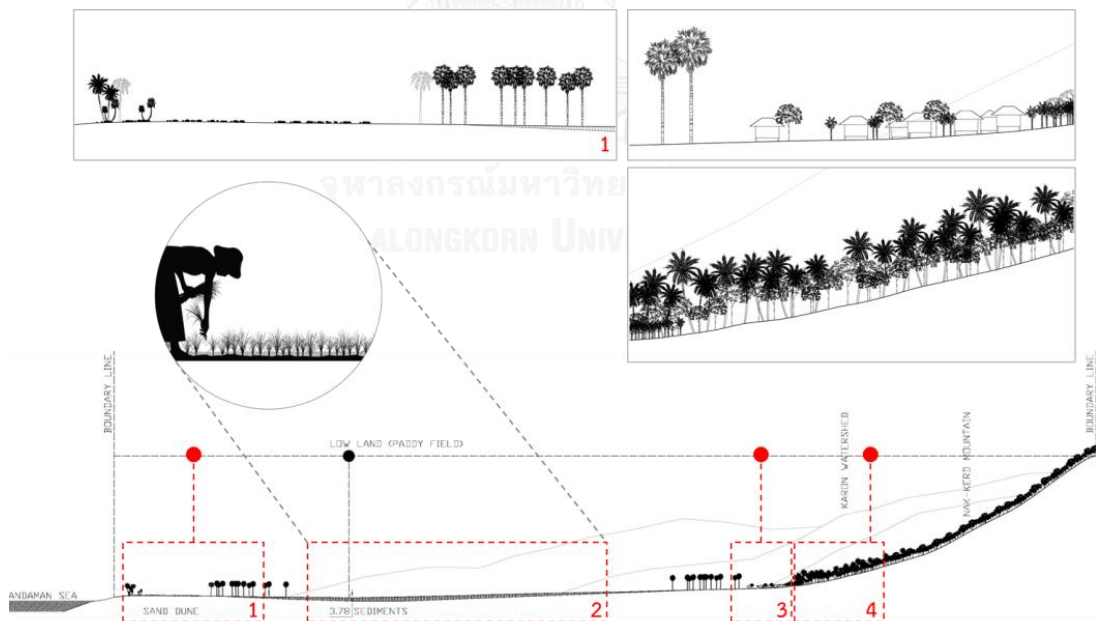 1
จุฬาลงกรณ์มหาวิทย
ALONGKORN UNIV
BOUNDARY LINE
LOW LAND (PADDY FIELD)
KARON WATERSHED
NAK-KERD MOUNTAIN
BOUNDARY LINE
ANDAMAN SEA
SAND DUNE
1
3.78 SEDIMENTS
2
3
4